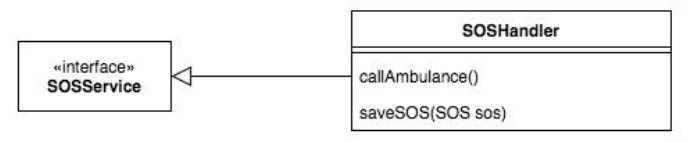 «interface»
SOSService
SOSHandler
callAmbulance()
saveSOS(SOS sos)